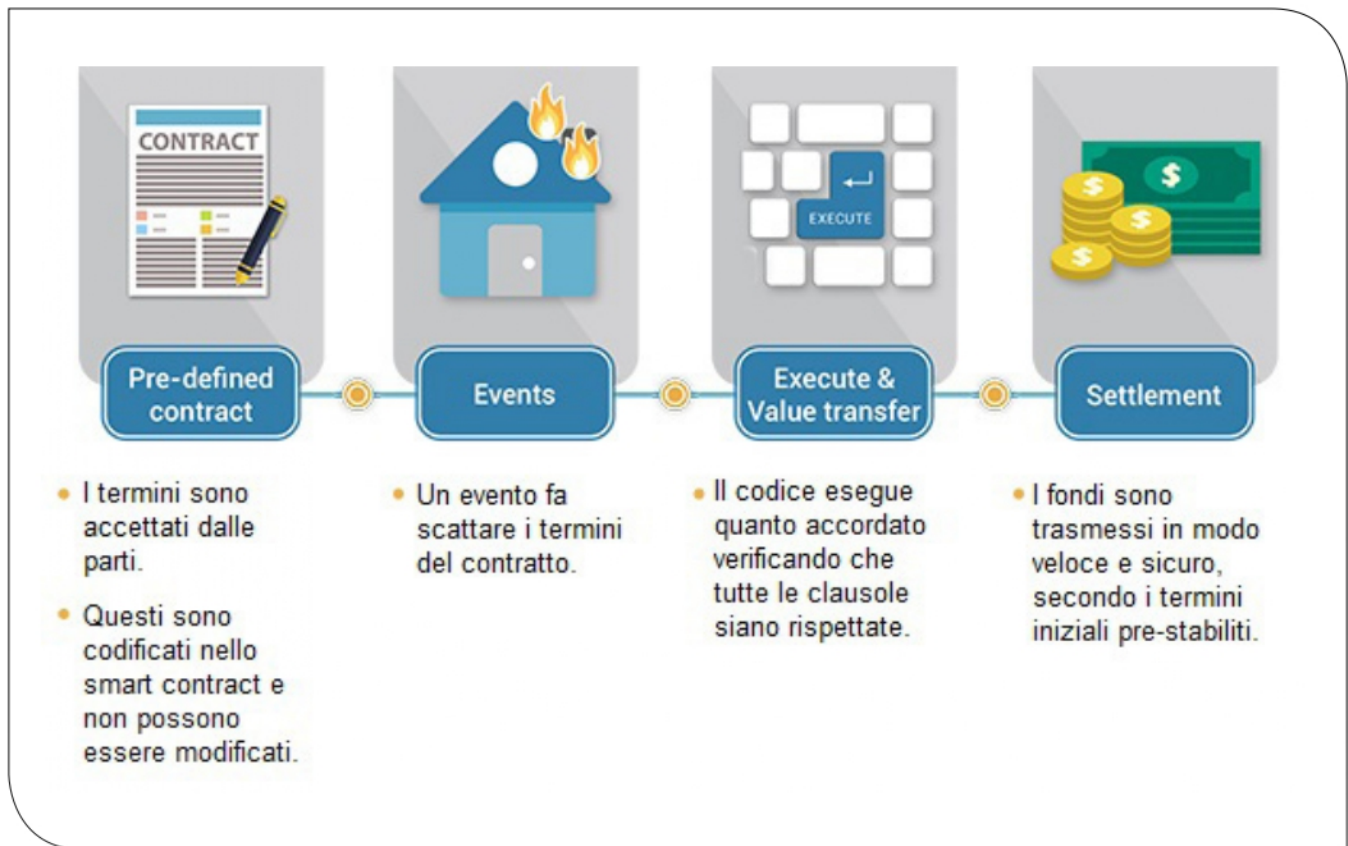 CONTRACT
EXECUTE
$
$
$
$
Pre-defined
contract
Events
Execute &
Value transfer
Settlement
• I termini sono
accettati dalle
parti.
• Questi sono
codificati nello
smart contract e
non possono
essere modificati.
• Un evento fa
scattare i termini
del contratto.
• Il codice esegue
quanto accordato
verificando che
tutte le clausole
siano rispettate.
• I fondi sono
trasmessi in modo
veloce e sicuro,
secondo i termini
iniziali pre-stabiliti.